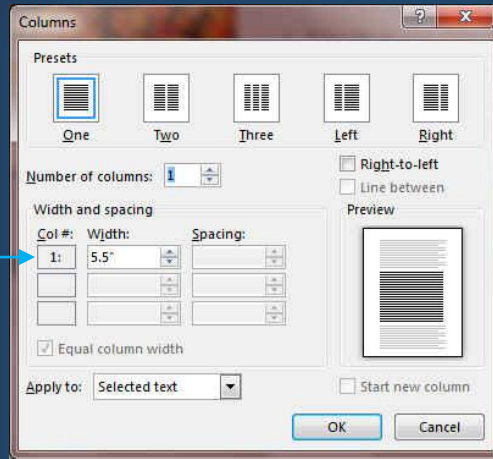 Columns
Presets
One Two Three Left Right
Number of columns: 1
Right-to-left
Line between
Width and spacing
Preview
Col #: Width: Spacing:
1: 5.5"
Equal column width
Apply to: Selected text
Start new column
OK Cancel